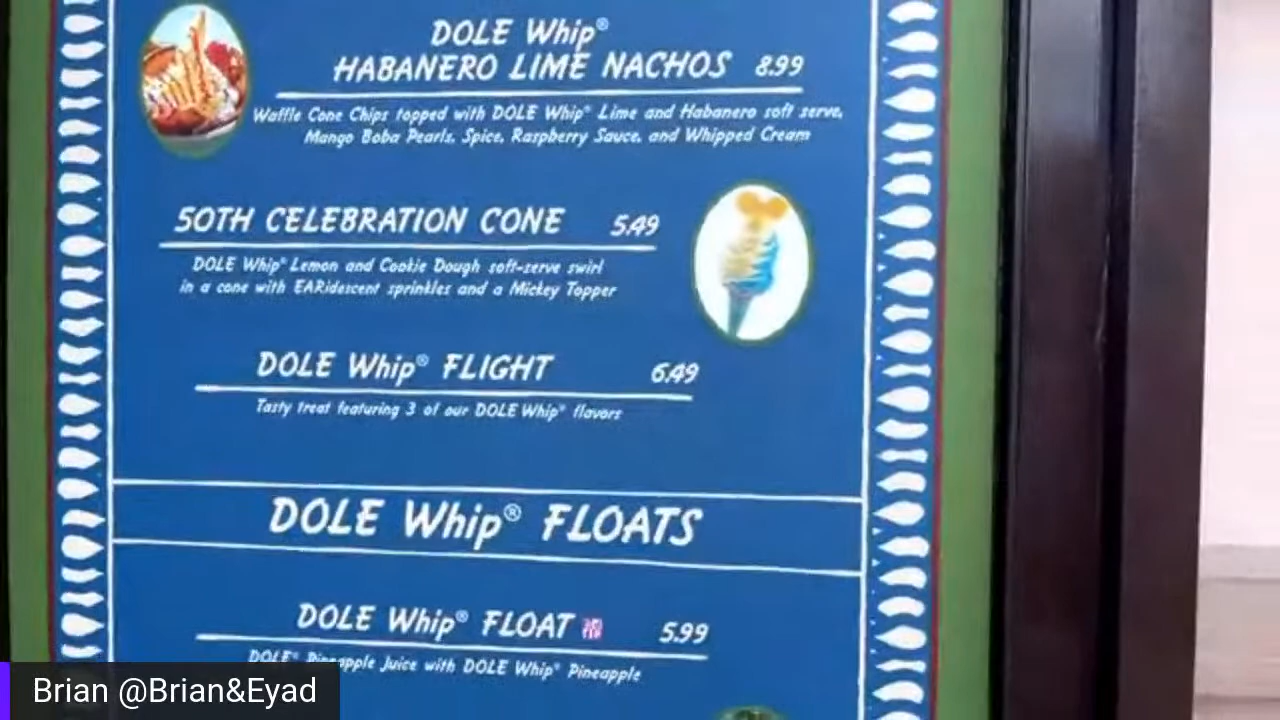 DOLE Whip®
HABANERO LIME NACHOS 8.99
Waffle Cone Chips topped with DOLE Whip® Lime and Habanero soft serve,
Mango Boba Pearls, Spice, Raspberry Sauce, and Whipped Cream
50TH CELEBRATION CONE 5.49
DOLE Whip® Lemon and Cookie Dough soft-serve swirl
in a cone with EARidescent sprinkles and a Mickey Topper
DOLE Whip® FLIGHT 6.49
Tasty treat featuring 3 of our DOLE Whip® flavors
DOLE Whip® FLOATS
DOLE Whip® FLOAT 5.99
DOLE® Pineapple Juice with DOLE Whip® Pineapple
Brian @Brian&Eyad